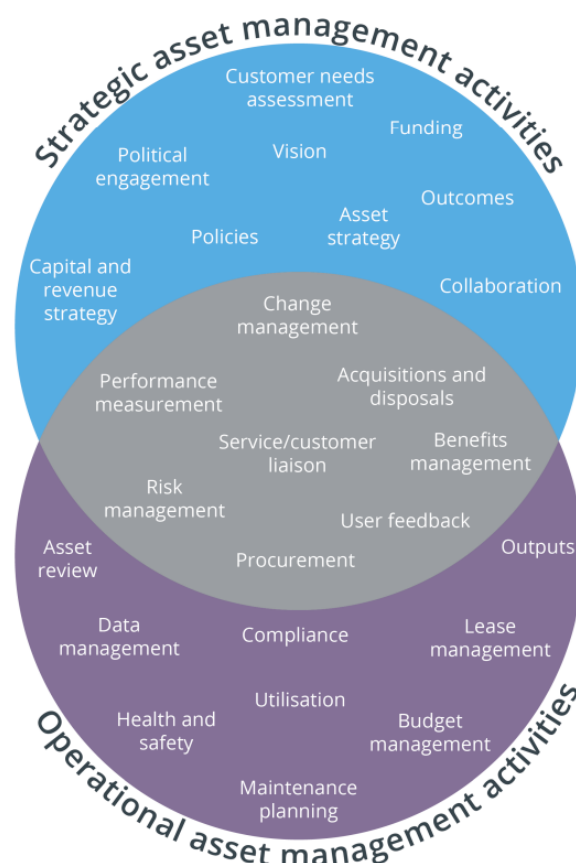 Strategic asset management activities
Customer needs
assessment
Funding
Political
engagement
Vision
Outcomes
Policies
Asset
strategy
Capital and
revenue
strategy
Collaboration
Change
management
Performance
measurement
Acquisitions and
disposals
Service/customer
liaison
Benefits
management
Risk
management
User feedback
Procurement
Asset
review
Outputs
Data
management
Compliance
Lease
management
Utilisation
Health and
safety
Budget
management
Maintenance
planning
Operational asset management activities